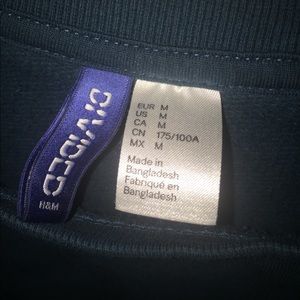 DIVIDED
H&M
EUR M
US M
CA M
CN 175/100A
MX M
Made in
Bangladesh
Fabriqué en
Bangladesh